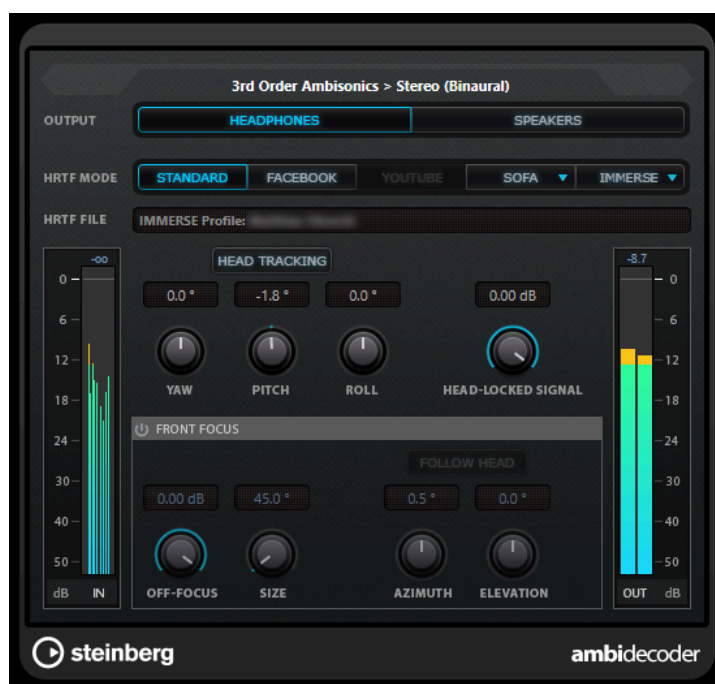 3rd Order Ambisonics > Stereo (Binaural)
OUTPUT HEADPHONES SPEAKERS
HRTF MODE STANDARD FACEBOOK YOUTUBE SOFA IMMERSE
HRTF FILE IMMERSE Profile:
-∞ HEAD TRACKING -8.7
0 0
0.0 ° -1.8 ° 0.0 ° 0.00 dB
6 6
12 12
YAW PITCH ROLL HEAD-LOCKED SIGNAL
18 18
FRONT FOCUS
24 24
FOLLOW HEAD
30 30
0.00 dB 45.0 ° 0.5 ° 0.0 °
40 40
50 50
dB IN OFF-FOCUS SIZE AZIMUTH ELEVATION OUT dB
steinberg ambidecoder